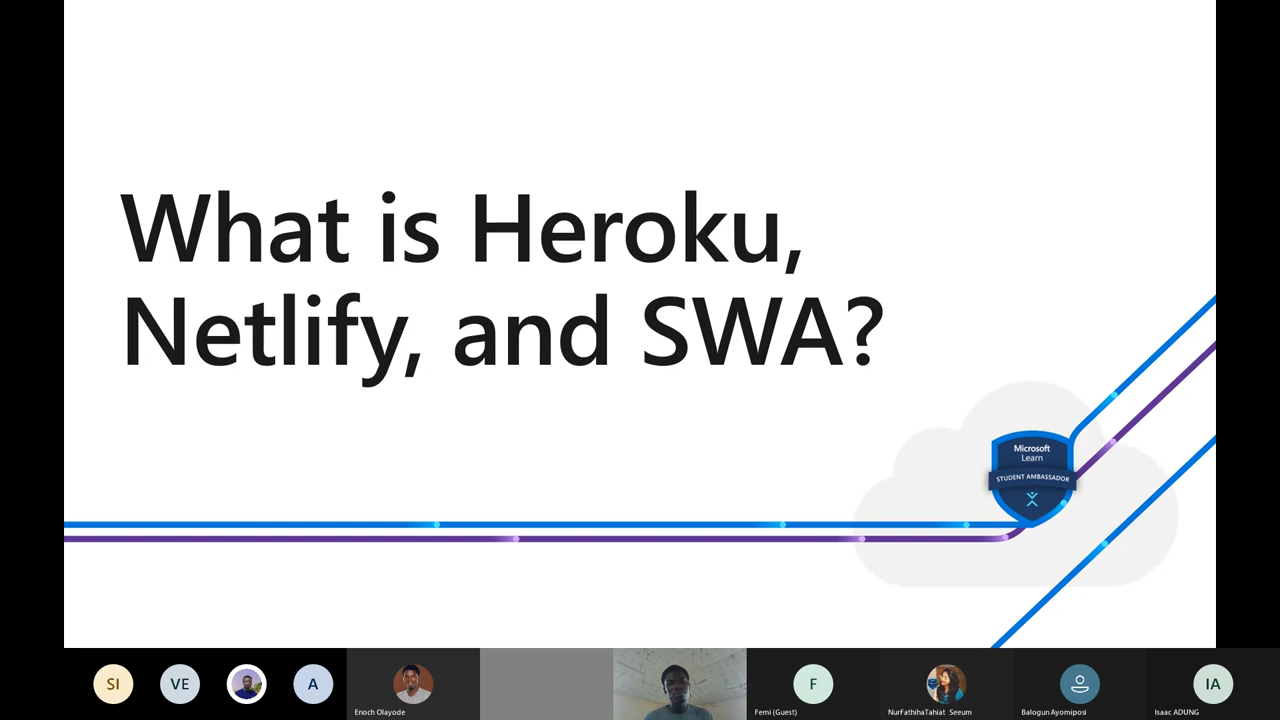 What is Heroku,
Netlify, and SWA?
Microsoft
Learn
STUDENT AMBASSADOR
SI
VE
A
Enoch Olayode
F
Femi (Guest)
NurFathihaTahiat Seeum
Balogun Ayomiposi
IA
Isaac ADUNG